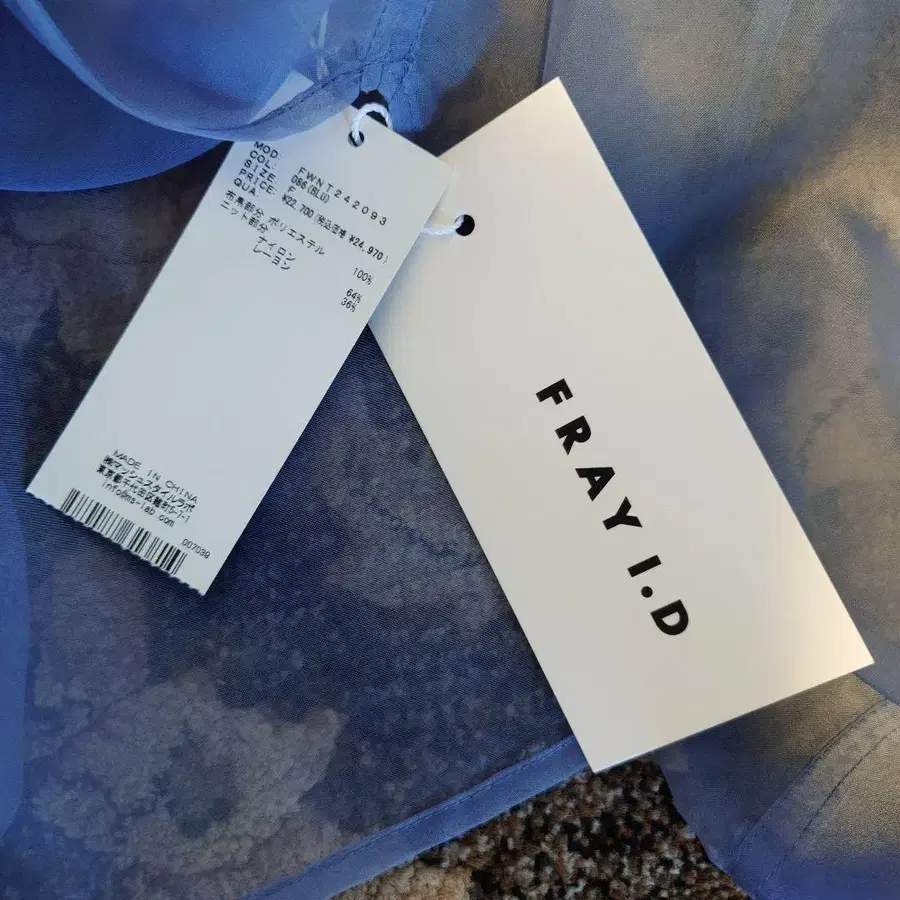 MOD: FWNT242093
COL: 086(BLU)
SIZE: F
PRICE: ¥22,700(税込価格 ¥24,970)
QUA:
布帛部分 ポリエステル 100%
ニット部分
ナイロン 64%
レーヨン 36%
MADE IN CHINA
㈱マッシュスタイルラボ
東京都千代田区麹町5-7-1
info@ms-lab.com
007039
FRAY I.D